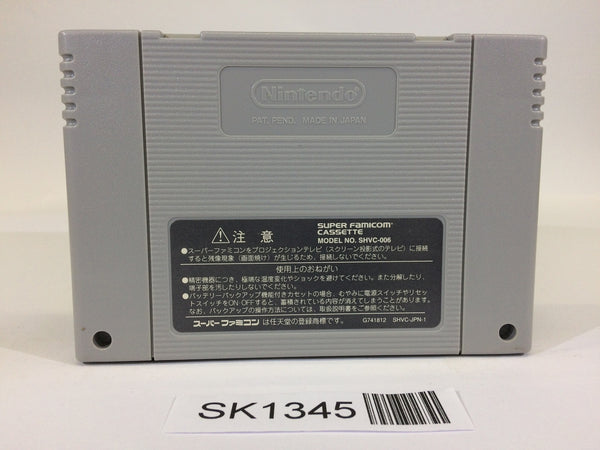 Nintendo
PAT. PEND. MADE IN JAPAN
⚠注 意
SUPER FAMICOM
CASSETTE
MODEL NO. SHVC-006
●スーパーファミコンをプロジェクションテレビ(スクリーン投影式のテレビ)に接続
すると残像現象(画面焼け)が生じるため、接続しないでください。
使用上のおねがい
●精密機器につき、極端な温度変化やショックを避けてください。また分解したり、
端子部を汚したりしないでください。
●バッテリーバックアップ機能付きカセットの場合、むやみに電源スイッチやリセッ
トスイッチをON・OFFすると、蓄積されている内容が消えてしまうことがあります。
なお、バックアップの操作方法については、取扱説明書をご参照ください。
スーパーファミコンは任天堂の登録商標です。
G741812 SHVC-JPN-1
SK1345